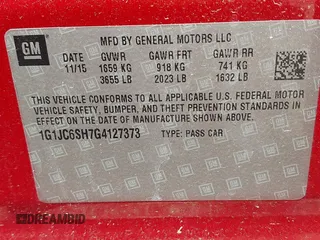 GM
MFD BY GENERAL MOTORS LLC
DATE GVWR GAWR FRT GAWR RR
11/15 1659 KG 918 KG 741 KG
3655 LB 2023 LB 1632 LB
THIS VEHICLE CONFORMS TO ALL APPLICABLE U.S. FEDERAL MOTOR
VEHICLE SAFETY, BUMPER, AND THEFT PREVENTION STANDARDS IN
EFFECT ON THE DATE OF MANUFACTURE SHOWN ABOVE.
1G1JC6SH7G4127373 TYPE: PASS CAR
DREAMBID